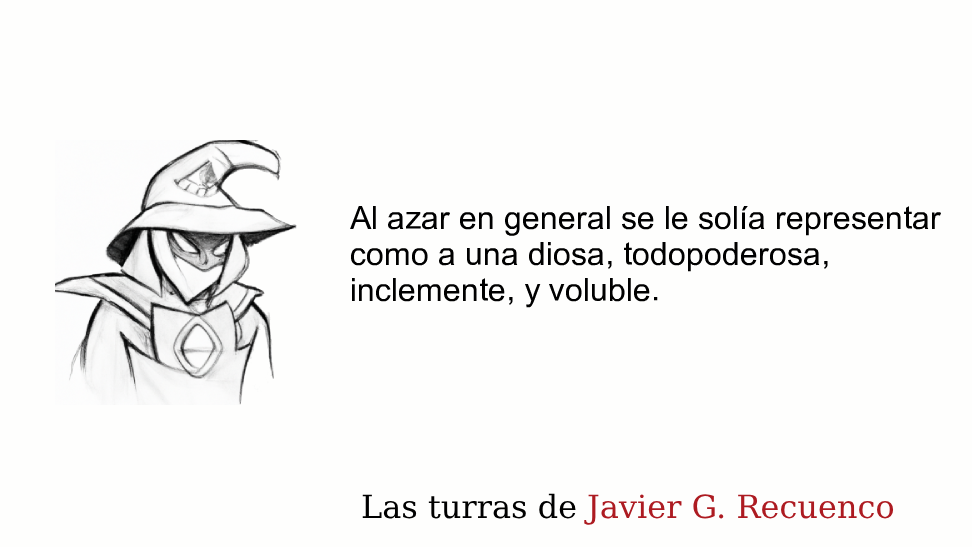 Al azar en general se le solía representar
como a una diosa, todopoderosa,
inclemente, y voluble.
Las turras de Javier G. Recuenco